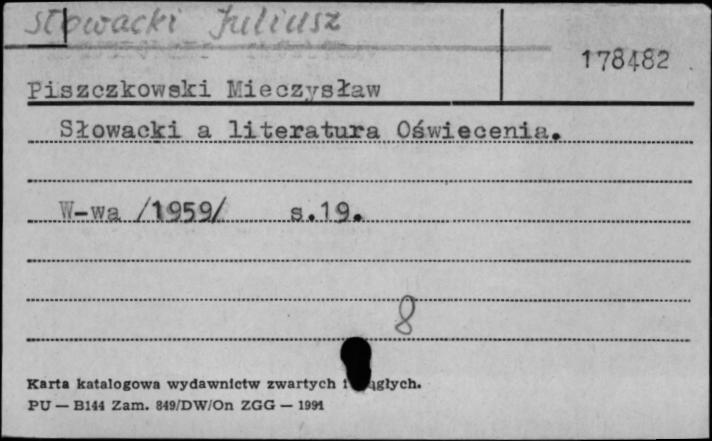 Słowacki Juliusz
178482
Piszczkowski Mieczysław
Słowacki a literatura Oświecenia.
W-wa /1959/ s.19.
8
Karta katalogowa wydawnictw zwartych i
PU — B144 Zam. 849/DW/On ZGG — 1991